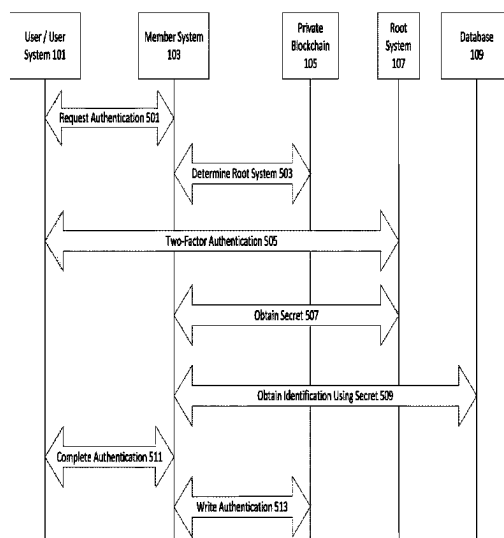 User / User
System 101
Member System
103
Private
Blockchain
105
Root
System
107
Database
109
Request Authentication 501
Determine Root System 503
Two-Factor Authentication 505
Obtain Secret 507
Obtain Identification Using Secret 509
Complete Authentication 511
Write Authentication 513